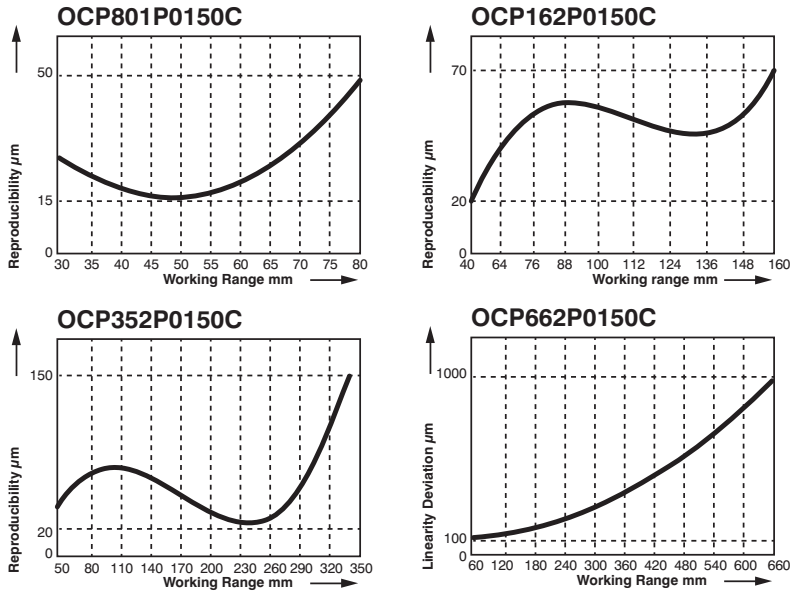 OCP801P0150C
50
15
0
Reproducibility µm
30 35 40 45 50 55 60 65 70 75 80
Working Range mm
OCP162P0150C
70
20
0
Reproducability µm
40 64 76 88 100 112 124 136 148 160
Working range mm
OCP352P0150C
150
20
0
Reproducibility µm
50 80 110 140 170 200 230 260 290 320 350
Working Range mm
OCP662P0150C
1000
100
0
Linearity Deviation µm
60 120 180 240 300 360 420 480 540 600 660
Working Range mm